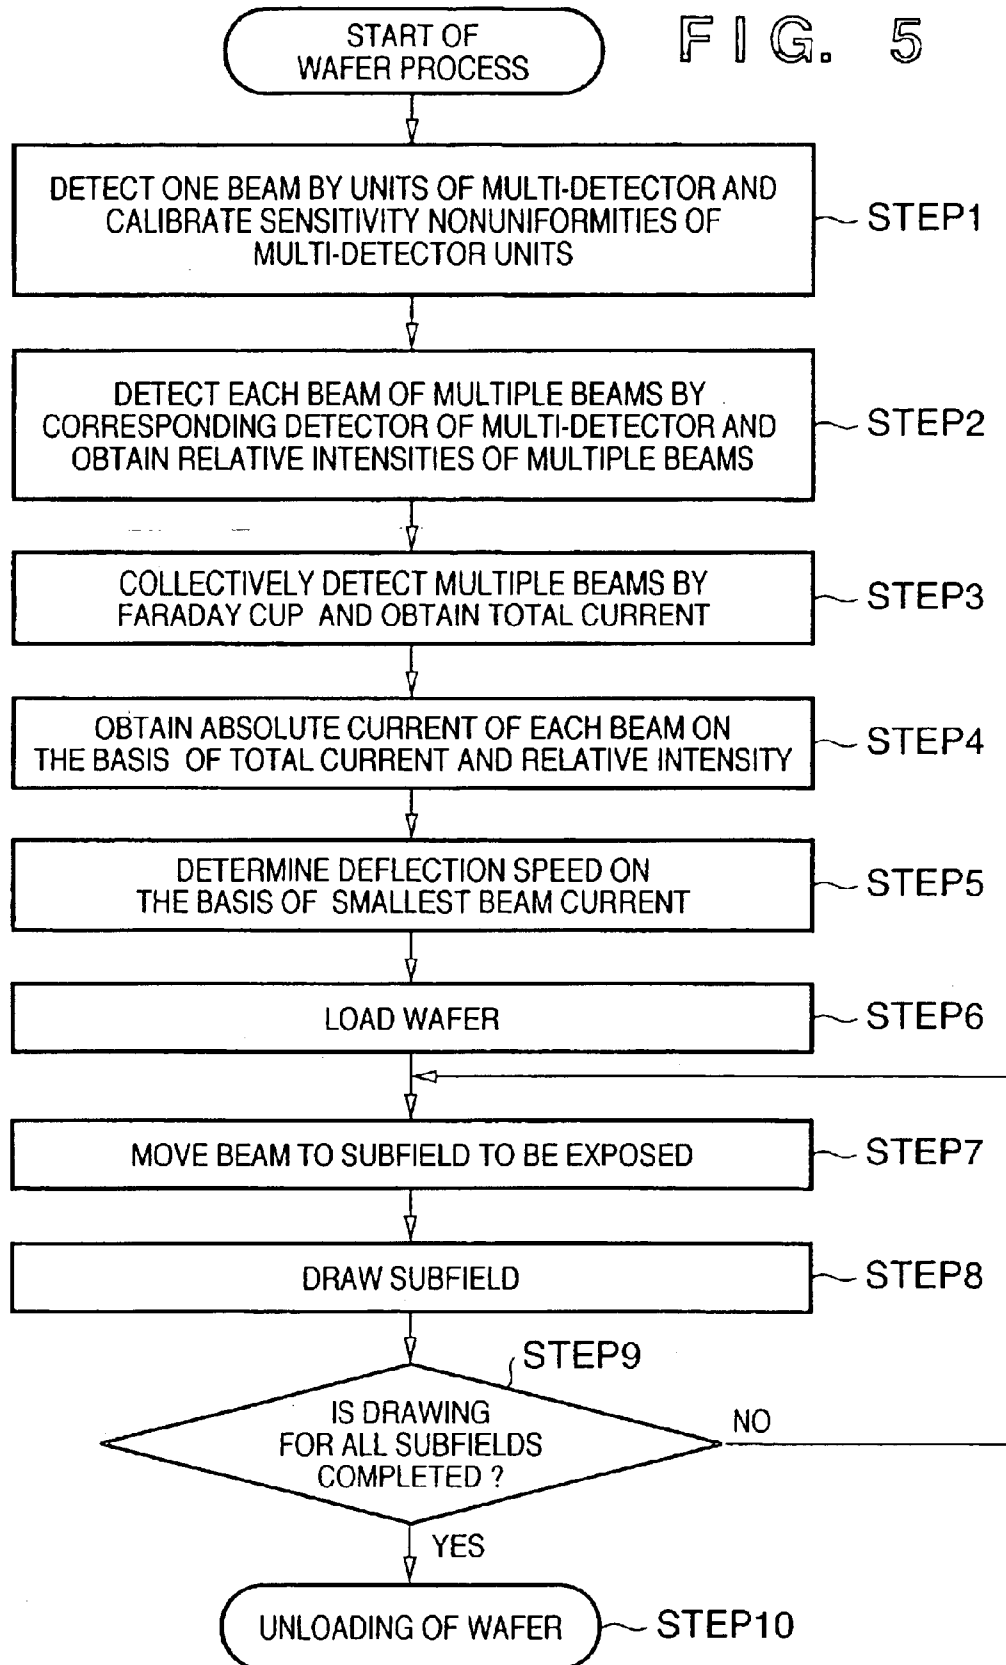 FIG. 5
START OF
WAFER PROCESS
DETECT ONE BEAM BY UNITS OF MULTI-DETECTOR AND
CALIBRATE SENSITIVITY NONUNIFORMITIES OF
MULTI-DETECTOR UNITS
STEP1
DETECT EACH BEAM OF MULTIPLE BEAMS BY
CORRESPONDING DETECTOR OF MULTI-DETECTOR AND
OBTAIN RELATIVE INTENSITIES OF MULTIPLE BEAMS
STEP2
COLLECTIVELY DETECT MULTIPLE BEAMS BY
FARADAY CUP AND OBTAIN TOTAL CURRENT
STEP3
OBTAIN ABSOLUTE CURRENT OF EACH BEAM ON
THE BASIS OF TOTAL CURRENT AND RELATIVE INTENSITY
STEP4
DETERMINE DEFLECTION SPEED ON
THE BASIS OF SMALLEST BEAM CURRENT
STEP5
LOAD WAFER
STEP6
MOVE BEAM TO SUBFIELD TO BE EXPOSED
STEP7
DRAW SUBFIELD
STEP8
STEP9
IS DRAWING
FOR ALL SUBFIELDS
COMPLETED ?
NO
YES
UNLOADING OF WAFER
STEP10